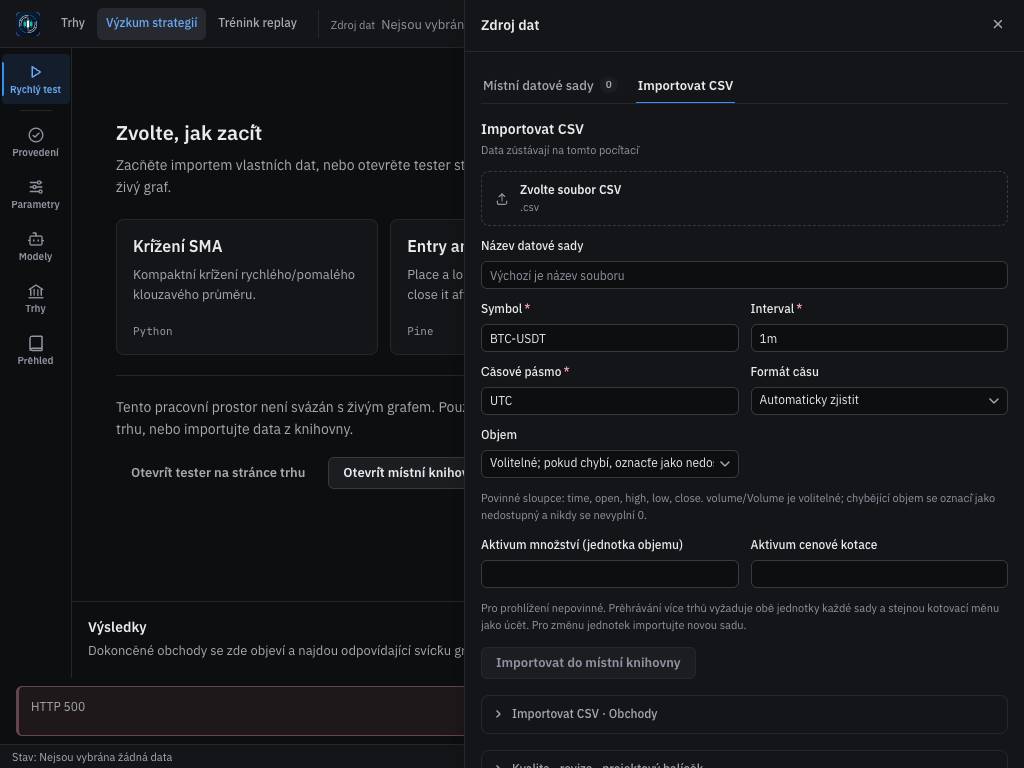 Trhy
Výzkum strategií
Trénink replay
Zdroj dat
Nejsou vybrán
Rychlý test
Provedení
Parametry
Modely
Trhy
Přehled
Zvolte, jak začít
Začněte importem vlastních dat, nebo otevřete tester st
živý graf.
Křížení SMA
Kompaktní křížení rychlého/pomalého
klouzavého průměru.
Python
Entry ar
Place a lo
close it af
Pine
Tento pracovní prostor není svázán s živým grafem. Použ
trhu, nebo importujte data z knihovny.
Otevřít tester na stránce trhu
Otevřít místní knihov
Výsledky
Dokončené obchody se zde objeví a najdou odpovídající svíčku gr
HTTP 500
Stav: Nejsou vybrána žádná data
Zdroj dat
Místní datové sady 0
Importovat CSV
Importovat CSV
Data zůstávají na tomto počítači
Zvolte soubor CSV
.csv
Název datové sady
Výchozí je název souboru
Symbol *
Interval *
BTC-USDT
1m
Časové pásmo *
Formát času
UTC
Automaticky zjistit
Objem
Volitelné; pokud chybí, označte jako nedos
Povinné sloupce: time, open, high, low, close. volume/Volume je volitelné; chybějící objem se označí jako
nedostupný a nikdy se nevyplní 0.
Aktivum množství (jednotka objemu)
Aktivum cenové kotace
Pro prohlížení nepovinné. Přehrávání více trhů vyžaduje obě jednotky každé sady a stejnou kotovací měnu
jako účet. Pro změnu jednotek importujte novou sadu.
Importovat do místní knihovny
Importovat CSV · Obchody
Kvalita · revize · projektový balíček